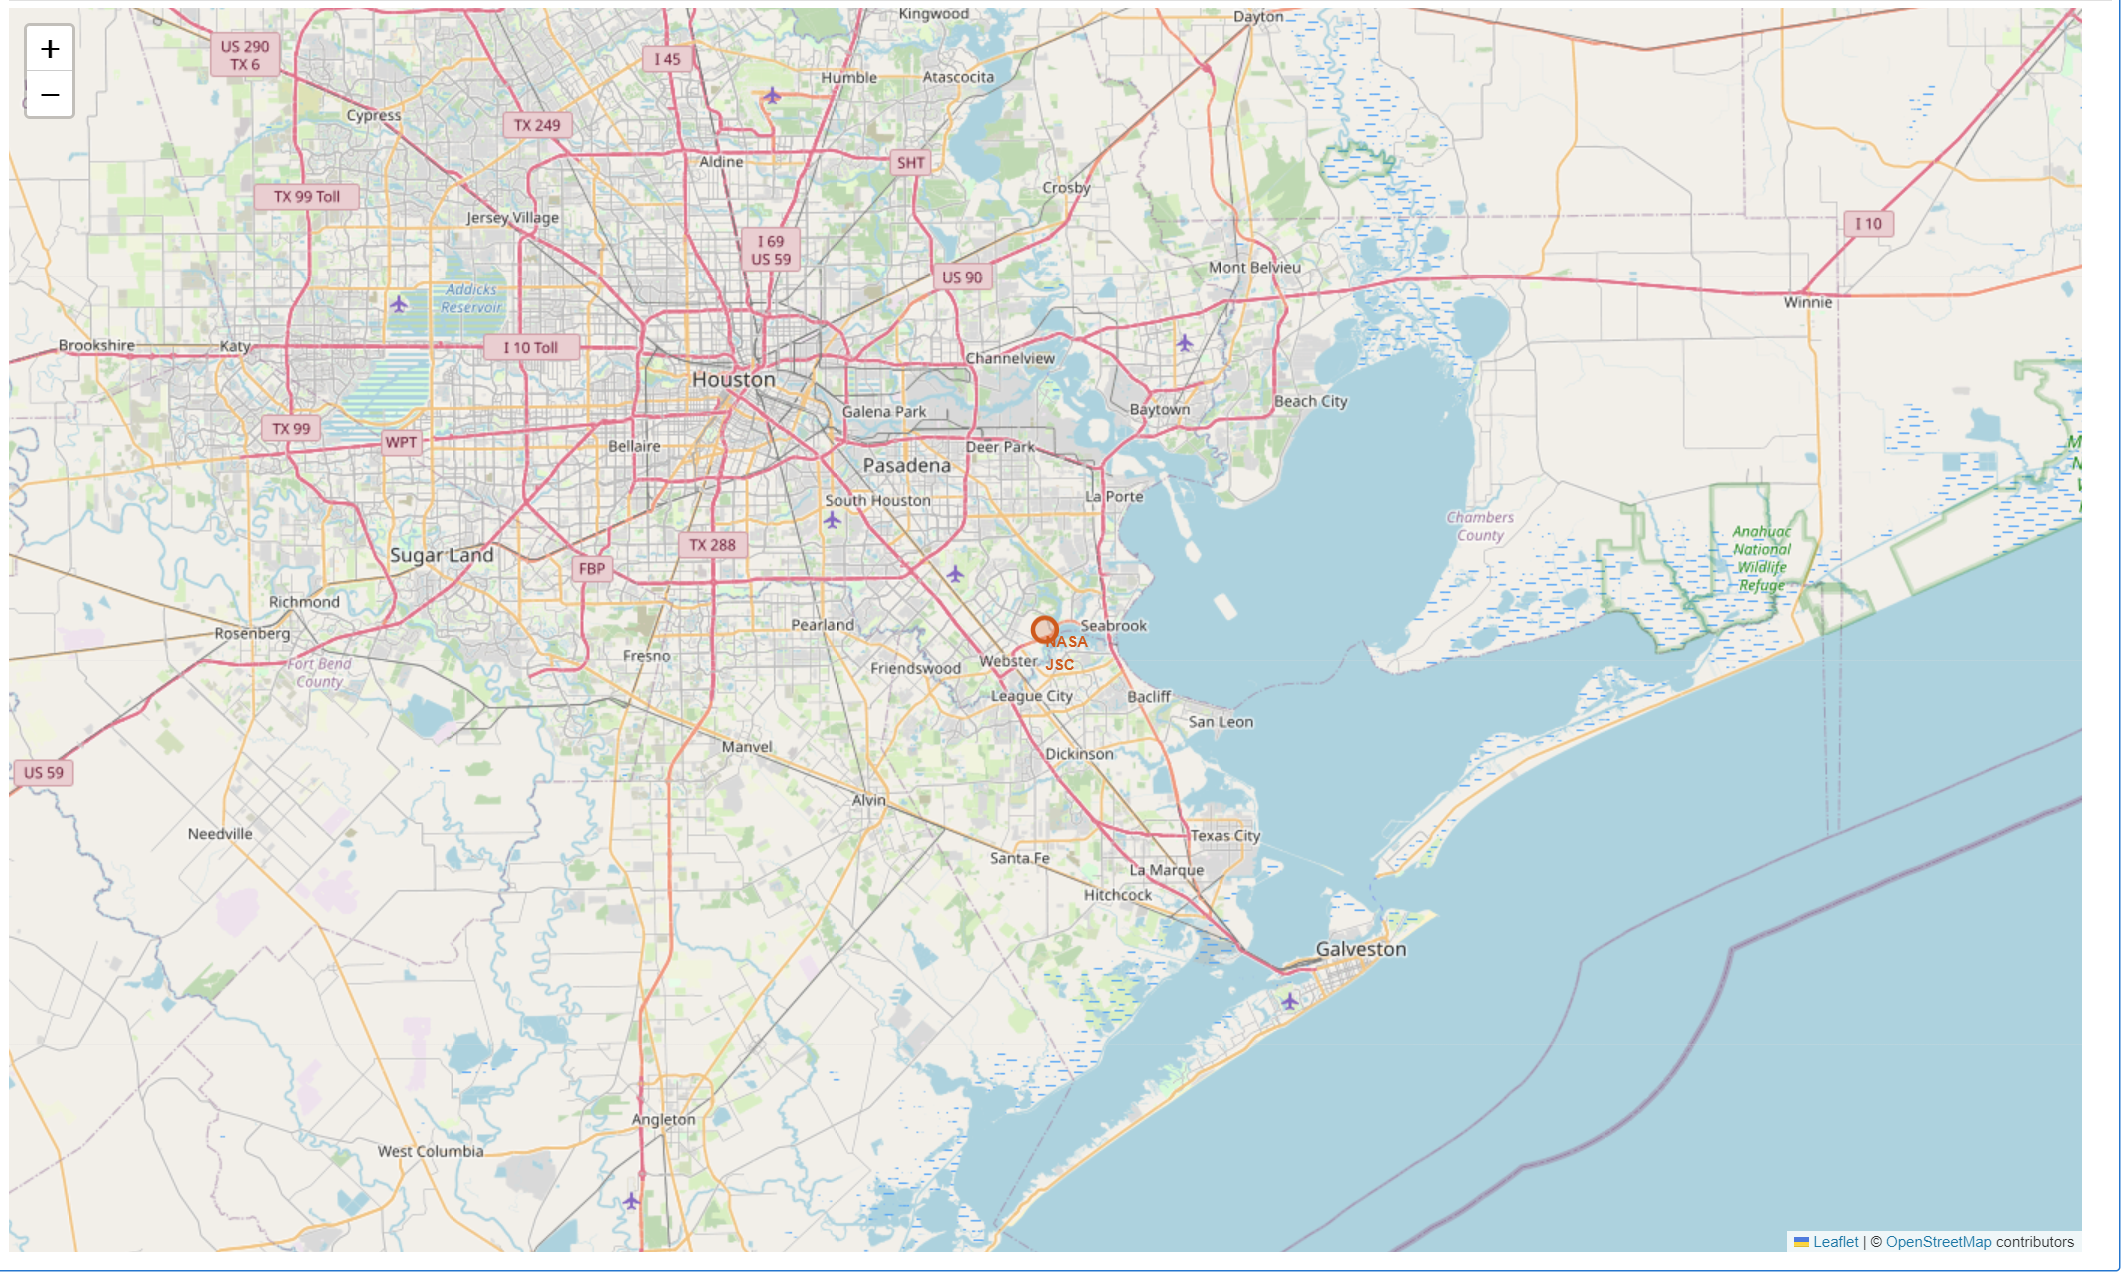 Kingwood
Dayton
+
US 290
TX 6
I 45
Humble
Atascocita
−
Cypress
TX 249
Aldine
SHT
Crosby
TX 99 Toll
Jersey Village
I 10
I 69
US 59
Mont Belvieu
US 90
Addicks
Reservoir
Winnie
Brookshire
Katy
I 10 Toll
Channelview
Houston
Galena Park
Baytown
Beach City
TX 99
WPT
Bellaire
Deer Park
Pasadena
South Houston
La Porte
Chambers
County
Anahuac
National
Wildlife
Refuge
TX 288
Sugar Land
FBP
Richmond
Rosenberg
Pearland
Seabrook
NASA
JSC
Fresno
Friendswood
Webster
Fort Bend
County
League City
Bacliff
San Leon
Manvel
Dickinson
US 59
Alvin
Needville
Texas City
Santa Fe
La Marque
Hitchcock
Galveston
Angleton
West Columbia
Leaflet | © OpenStreetMap contributors